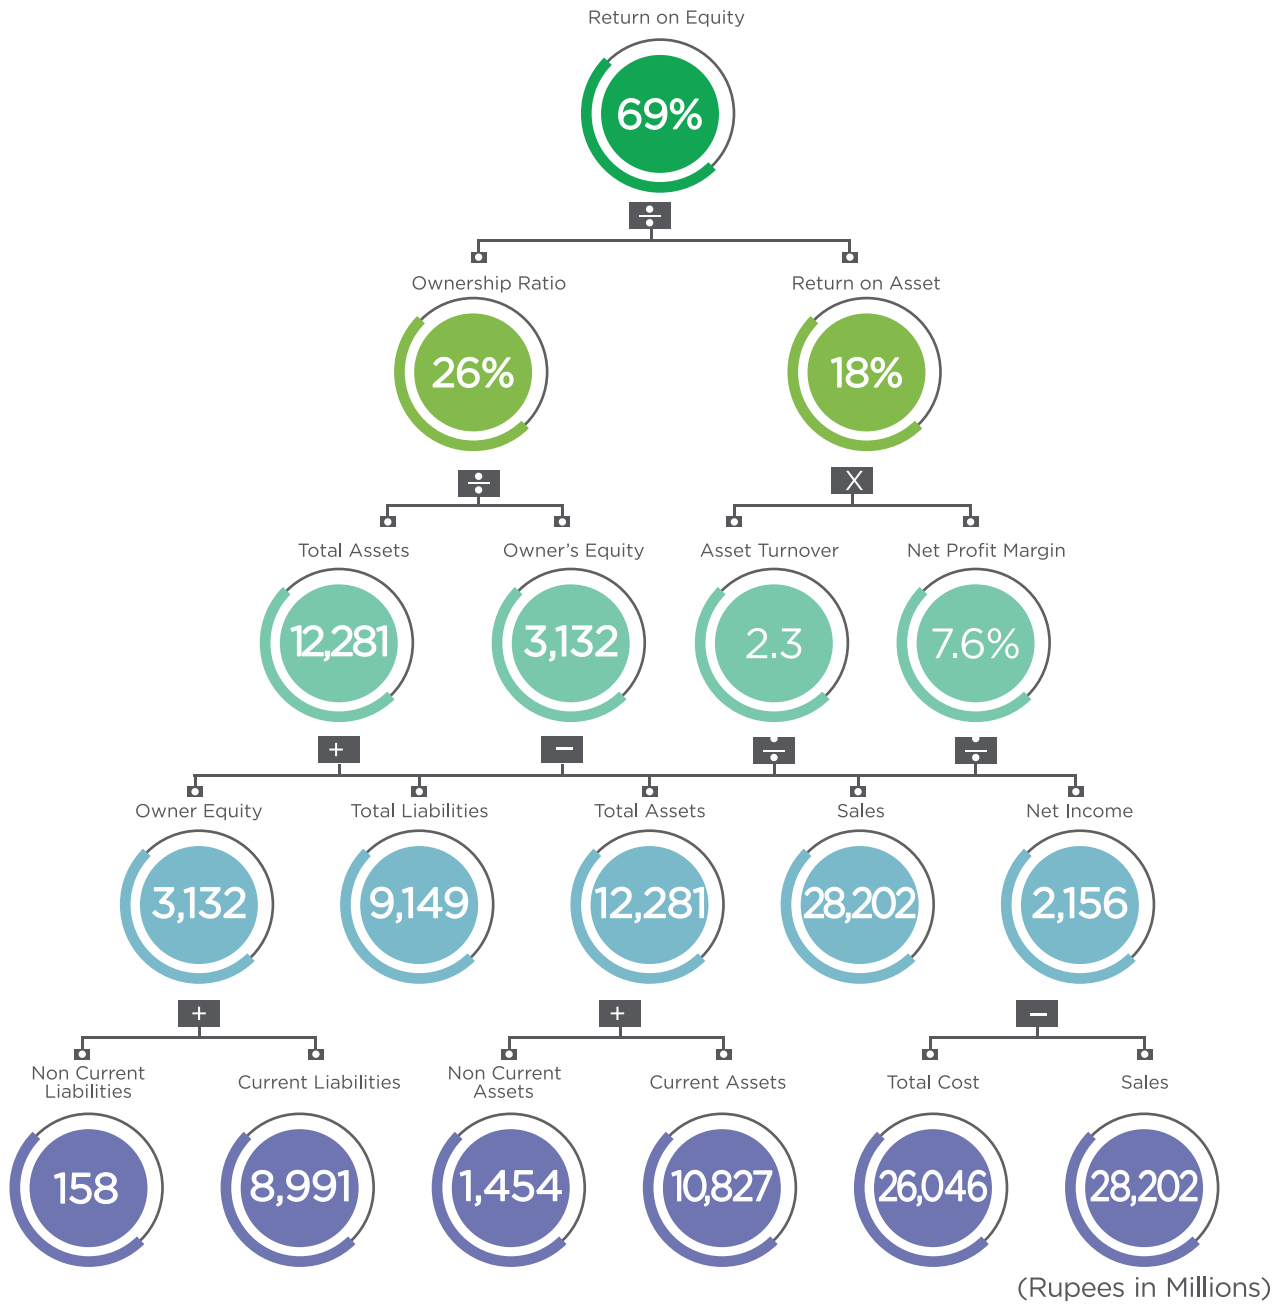 Return on Equity
69%
÷
Ownership Ratio
Return on Asset
26%
18%
÷
X
Total Assets
Owner's Equity
Asset Turnover
Net Profit Margin
12,281
3,132
2.3
7.6%
+
−
÷
÷
Owner Equity
Total Liabilities
Total Assets
Sales
Net Income
3,132
9,149
12,281
28,202
2,156
+
+
−
Non Current
Liabilities
Current Liabilities
Non Current
Assets
Current Assets
Total Cost
Sales
158
8,991
1,454
10,827
26,046
28,202
(Rupees in Millions)